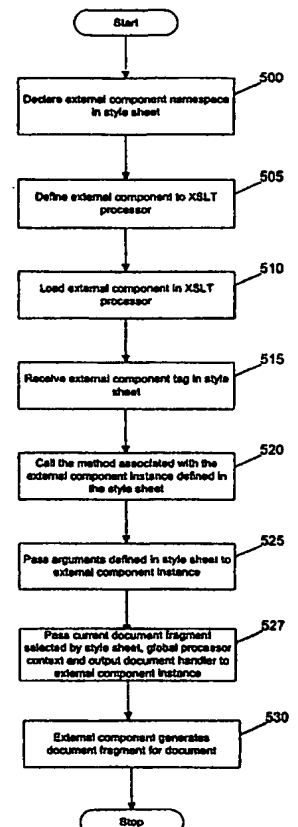 Start
500
Declare external component namespace
in style sheet
505
Define external component to XSLT
processor
510
Load external component in XSLT
processor
515
Receive external component tag in style
sheet
520
Call the method associated with the
external component instance defined in
the style sheet
525
Pass arguments defined in style sheet to
external component instance
527
Pass current document fragment
selected by style sheet, global processor
context and output document handler to
external component instance
530
External component generates
document fragment for document
Stop